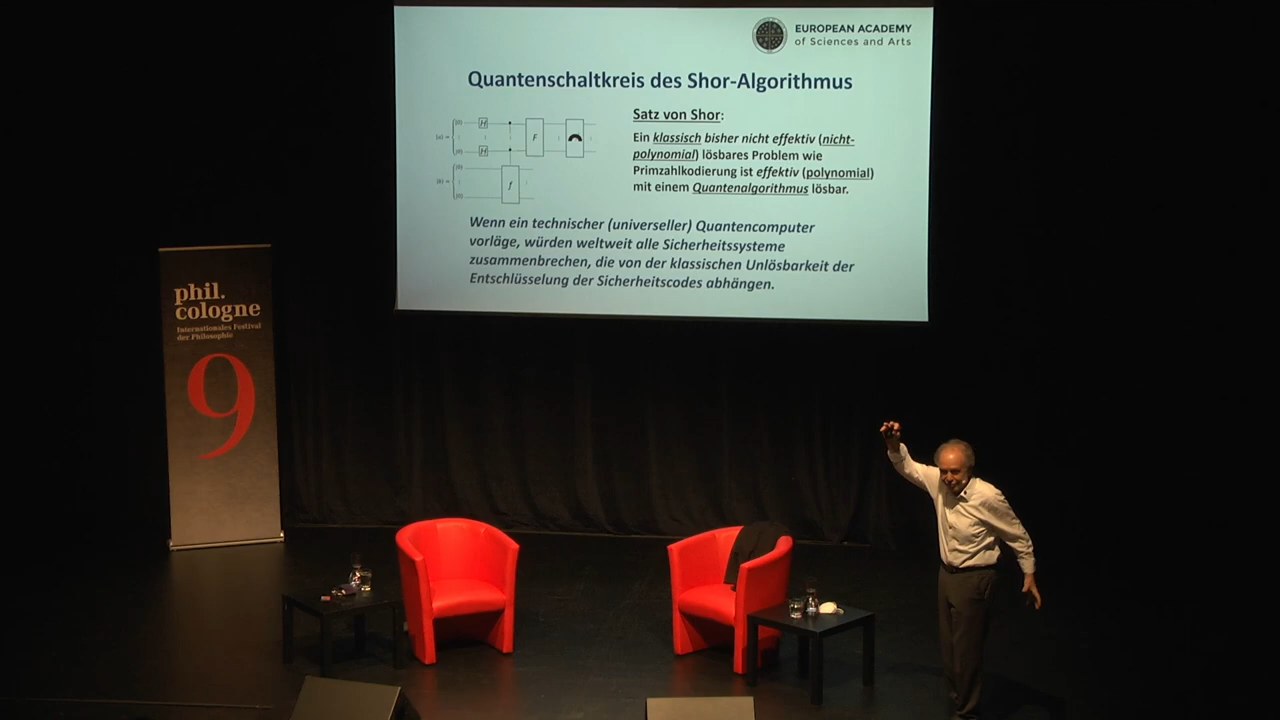 EUROPEAN ACADEMY
of Sciences and Arts
Quantenschaltkreis des Shor-Algorithmus
H
F
H
f
Satz von Shor:
Ein klassisch bisher nicht effektiv (nicht-
polynomial) lösbares Problem wie
Primzahlkodierung ist effektiv (polynomial)
mit einem Quantenalgorithmus lösbar.
Wenn ein technischer (universeller) Quantencomputer
vorläge, würden weltweit alle Sicherheitssysteme
zusammenbrechen, die von der klassischen Unlösbarkeit der
Entschlüsselung der Sicherheitscodes abhängen.
phil.
cologne
Internationales Festival
der Philosophie
9